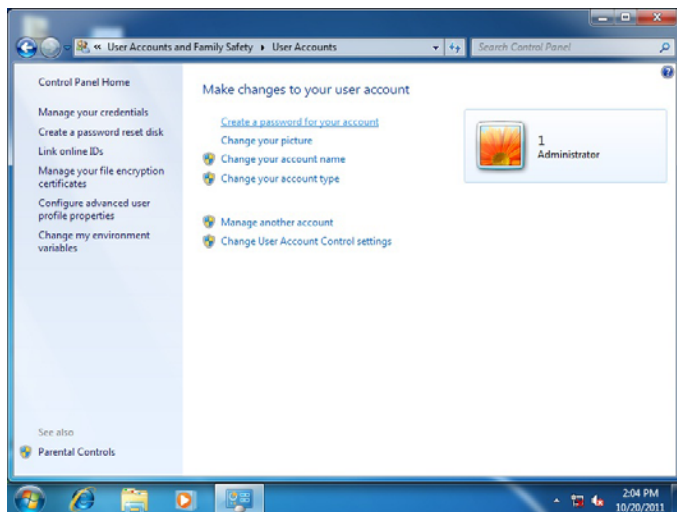 « User Accounts and Family Safety ▸ User Accounts
Search Control Panel
Control Panel Home
Manage your credentials
Create a password reset disk
Link online IDs
Manage your file encryption
certificates
Configure advanced user
profile properties
Change my environment
variables
See also
Parental Controls
Make changes to your user account
Create a password for your account
Change your picture
Change your account name
Change your account type
Manage another account
Change User Account Control settings
1
Administrator
2:04 PM
10/20/2011